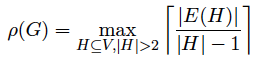 ρ(G) = max_{H⊆V,|H|>2} ⌈ |E(H)| / (|H| − 1) ⌉